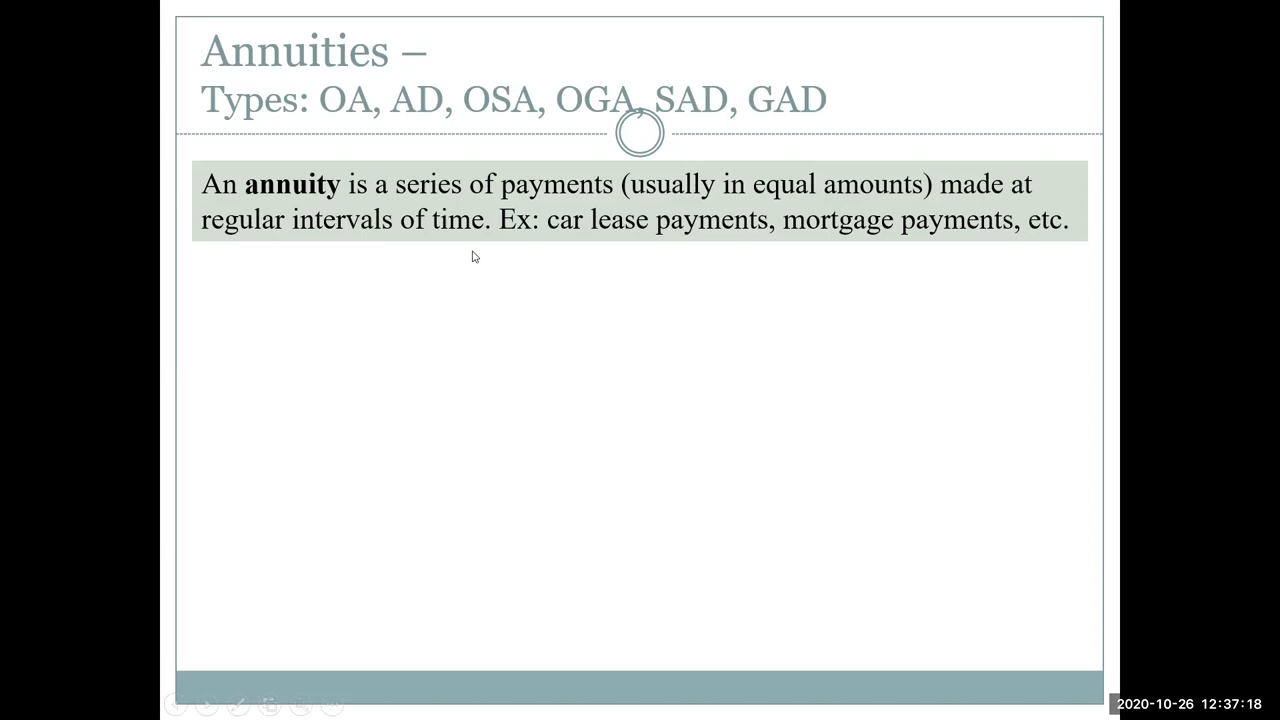 Annuities –
Types: OA, AD, OSA, OGA, SAD, GAD
An annuity is a series of payments (usually in equal amounts) made at
regular intervals of time. Ex: car lease payments, mortgage payments, etc.
2020-10-26 12:37:18